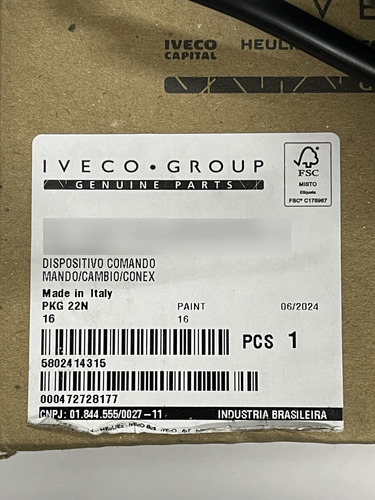 IVECO
CAPITAL
IVECO • GROUP
GENUINE PARTS
FSC
MISTO
Etiqueta
FSC® C178967
DISPOSITIVO COMANDO
MANDO/CAMBIO/CONEX
Made in Italy
PKG 22N PAINT 06/2024
16 16
PCS 1
5802414315
000472728177
CNPJ: 01.844.555/0027-11 INDUSTRIA BRASILEIRA